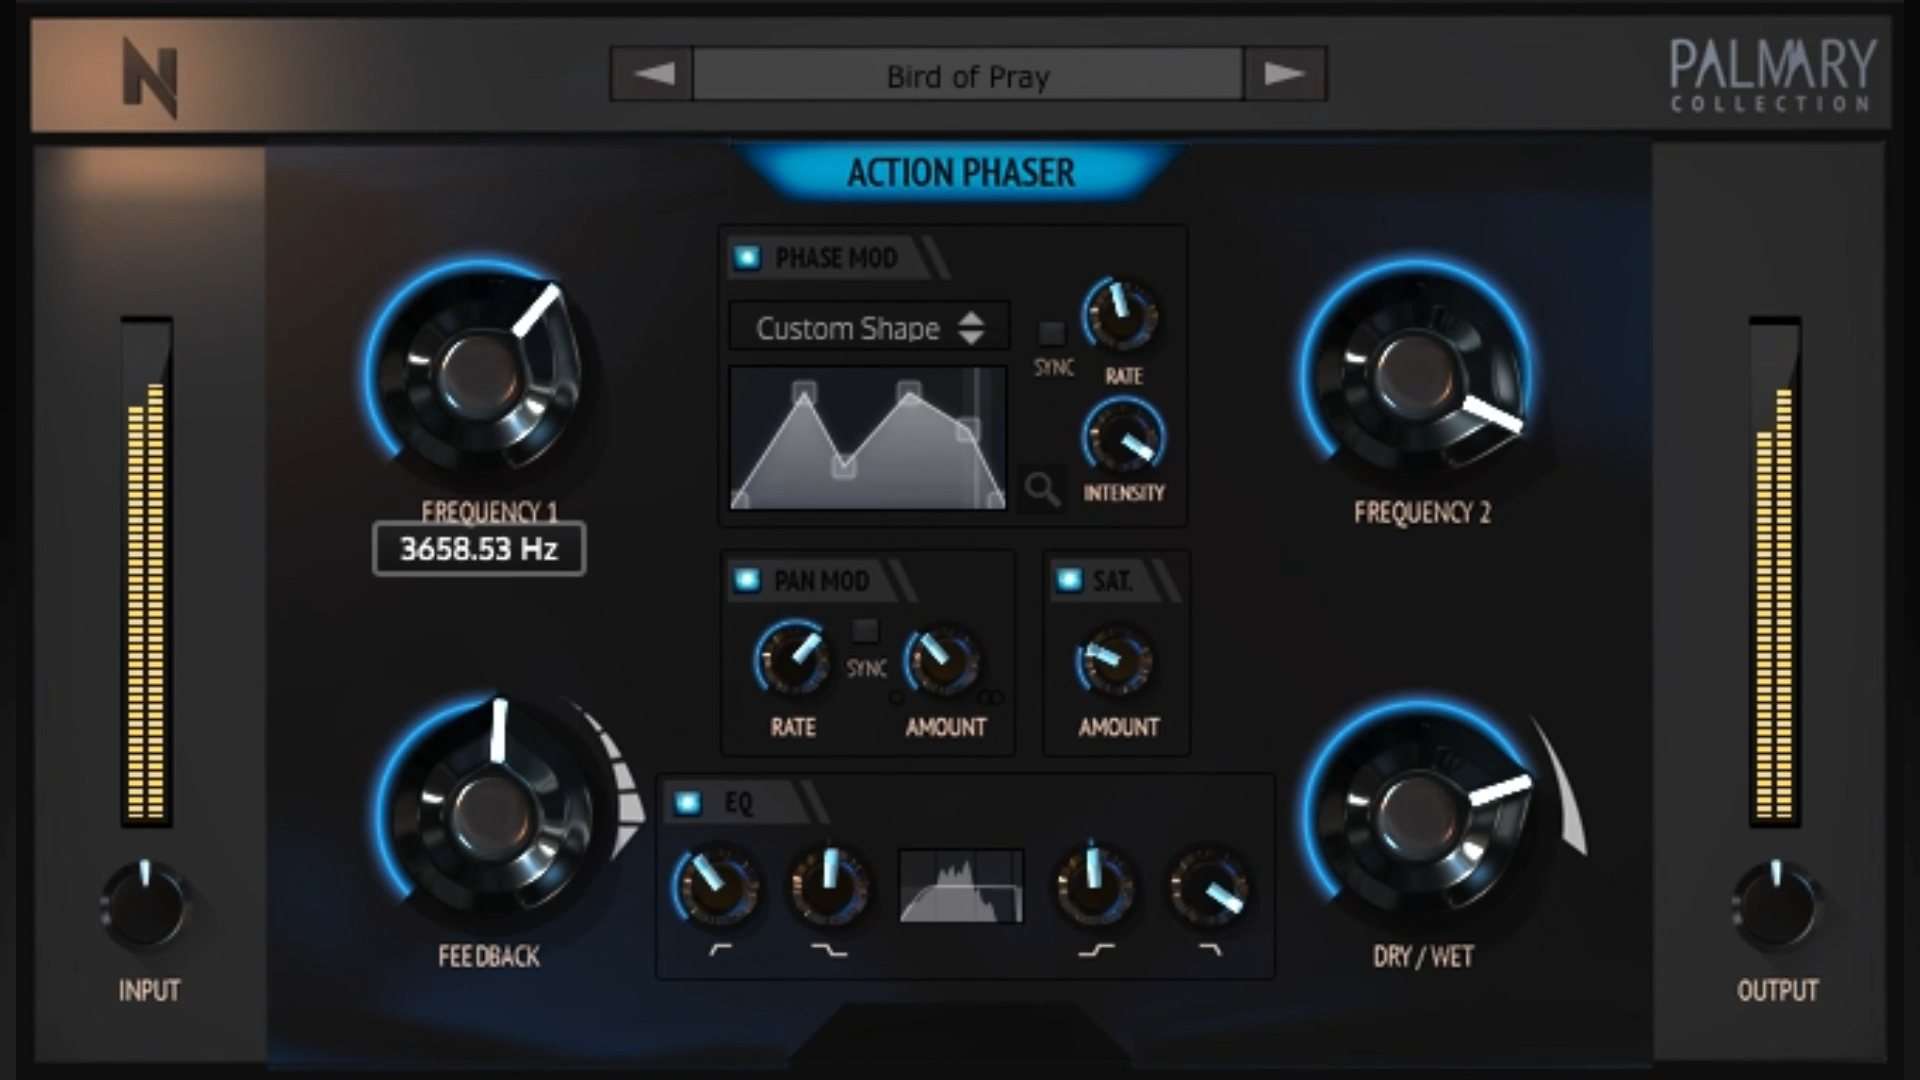 N
Bird of Pray
PALMARY
COLLECTION
ACTION PHASER
PHASE MOD
Custom Shape
SYNC
RATE
INTENSITY
FREQUENCY 1
3658.53 Hz
FREQUENCY 2
PAN MOD
SAT.
SYNC
RATE
AMOUNT
AMOUNT
EQ
FEEDBACK
DRY / WET
INPUT
OUTPUT